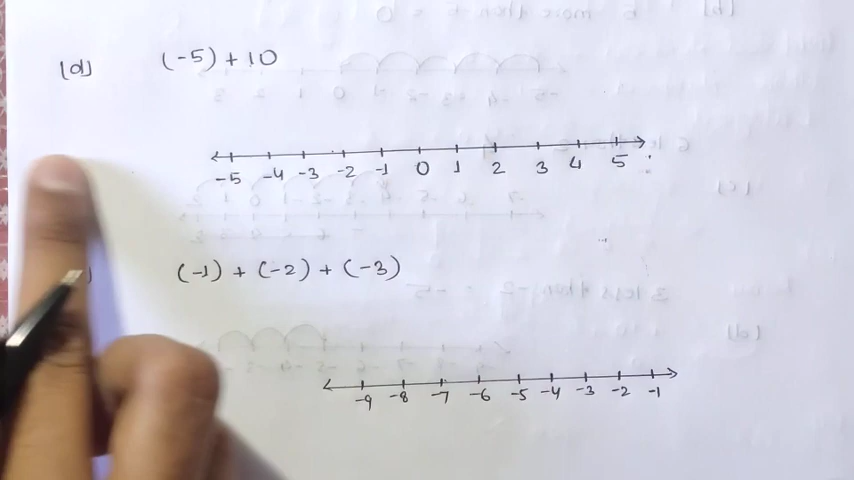 (d) (-5) + 10
-5 -4 -3 -2 -1 0 1 2 3 4 5
) (-1) + (-2) + (-3)
-9 -8 -7 -6 -5 -4 -3 -2 -1